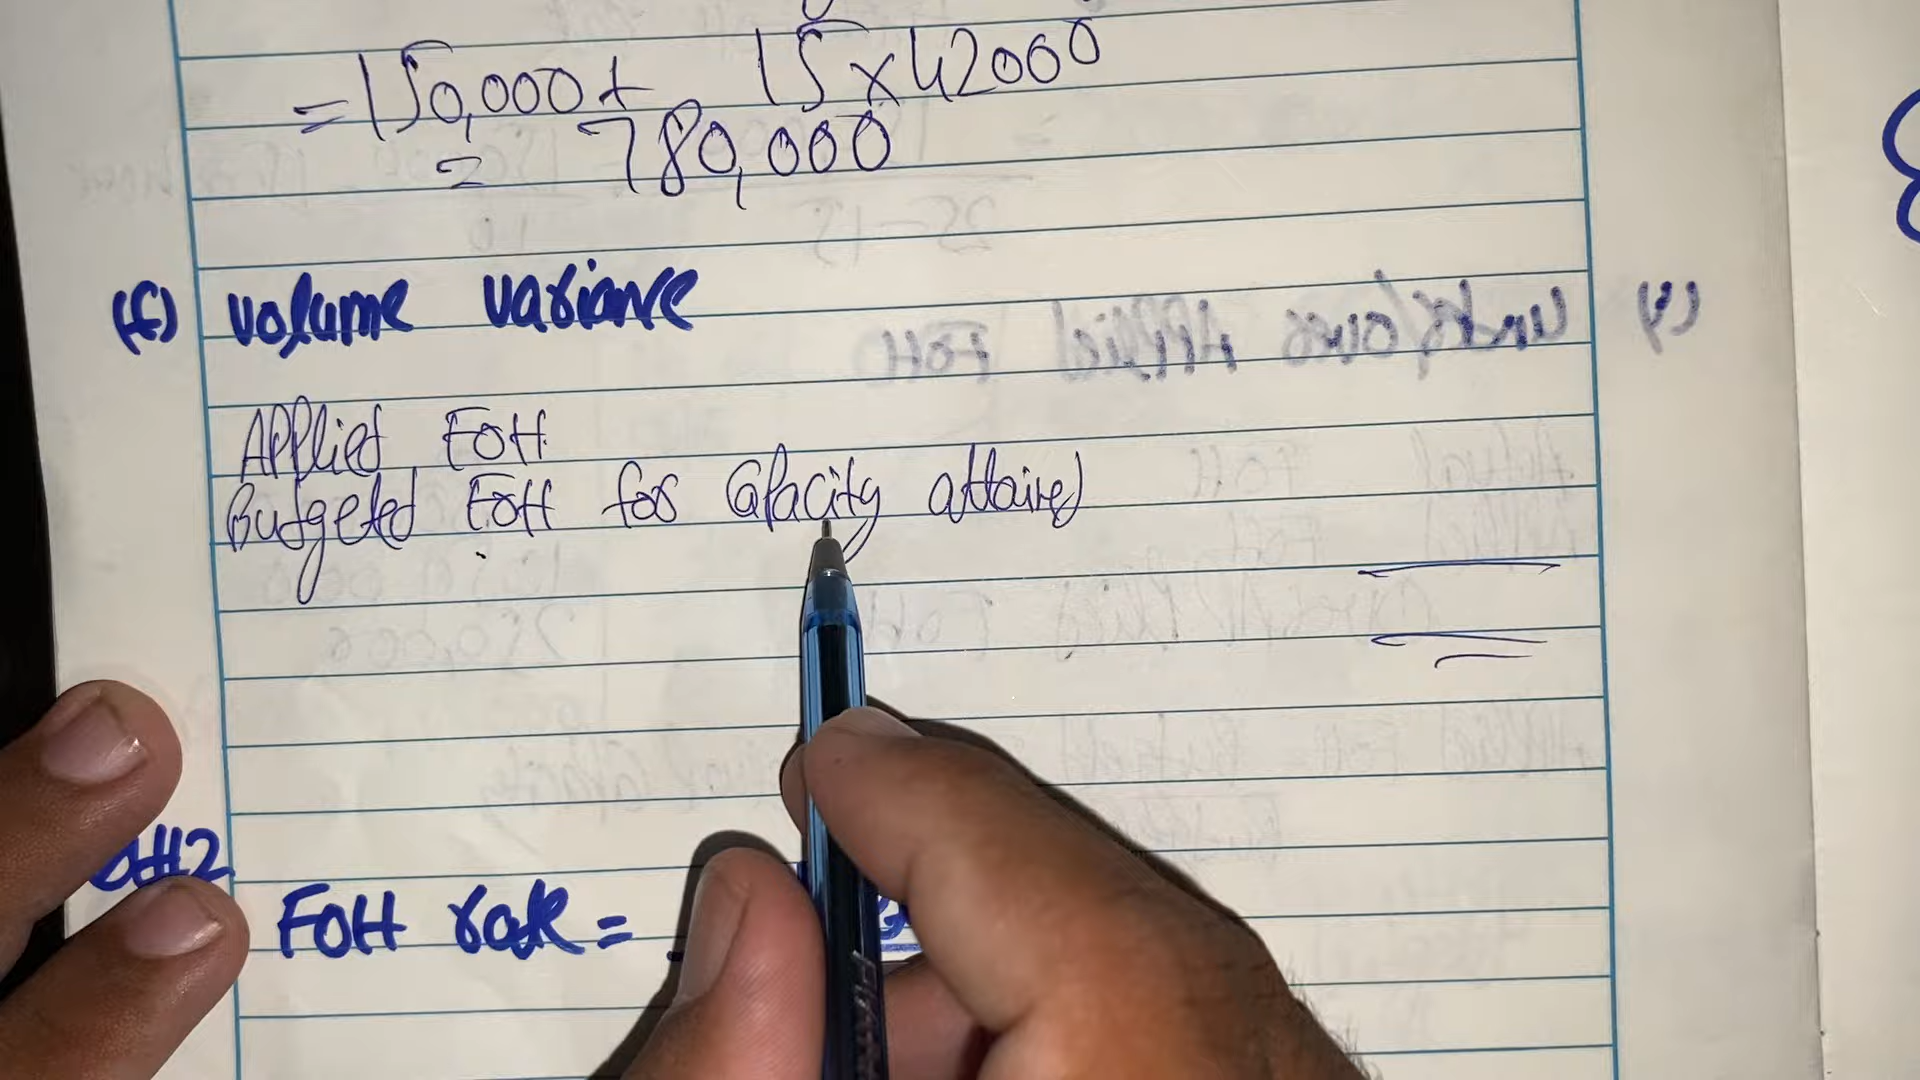 =150,000+ 15×42000
= 780,000
(f) volume variance
Applied FOH
Budgeted FOH for Capacity attained
FOH rate =